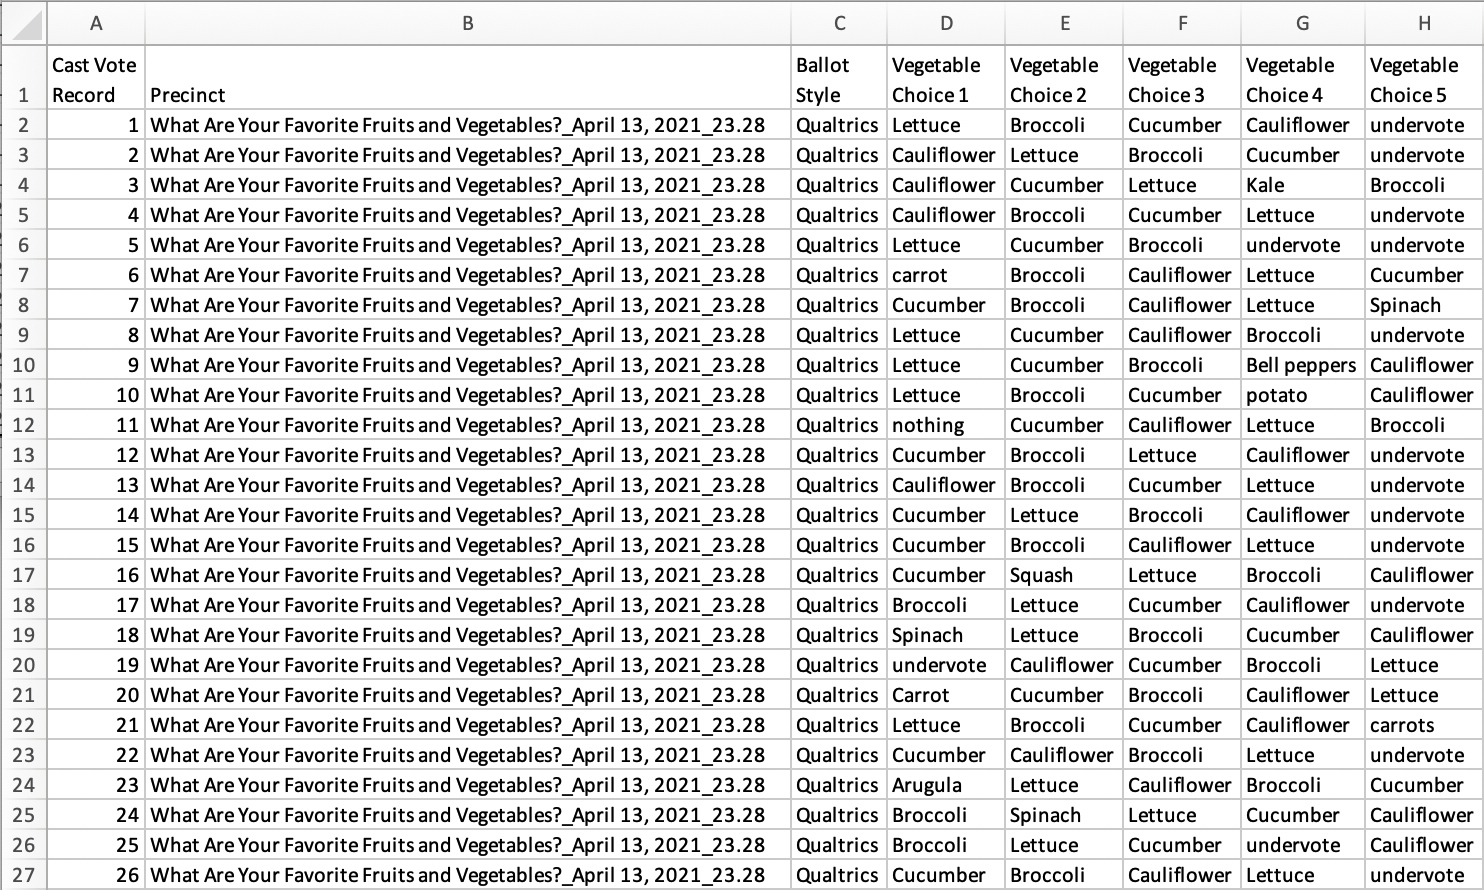 A B C D E F G H
Cast Vote Ballot Vegetable Vegetable Vegetable Vegetable Vegetable
1 Record Precinct Style Choice 1 Choice 2 Choice 3 Choice 4 Choice 5
2 1 What Are Your Favorite Fruits and Vegetables?_April 13, 2021_23.28 Qualtrics Lettuce Broccoli Cucumber Cauliflower undervote
3 2 What Are Your Favorite Fruits and Vegetables?_April 13, 2021_23.28 Qualtrics Cauliflower Lettuce Broccoli Cucumber undervote
4 3 What Are Your Favorite Fruits and Vegetables?_April 13, 2021_23.28 Qualtrics Cauliflower Cucumber Lettuce Kale Broccoli
5 4 What Are Your Favorite Fruits and Vegetables?_April 13, 2021_23.28 Qualtrics Cauliflower Broccoli Cucumber Lettuce undervote
6 5 What Are Your Favorite Fruits and Vegetables?_April 13, 2021_23.28 Qualtrics Lettuce Cucumber Broccoli undervote undervote
7 6 What Are Your Favorite Fruits and Vegetables?_April 13, 2021_23.28 Qualtrics carrot Broccoli Cauliflower Lettuce Cucumber
8 7 What Are Your Favorite Fruits and Vegetables?_April 13, 2021_23.28 Qualtrics Cucumber Broccoli Cauliflower Lettuce Spinach
9 8 What Are Your Favorite Fruits and Vegetables?_April 13, 2021_23.28 Qualtrics Lettuce Cucumber Cauliflower Broccoli undervote
10 9 What Are Your Favorite Fruits and Vegetables?_April 13, 2021_23.28 Qualtrics Lettuce Cucumber Broccoli Bell peppers Cauliflower
11 10 What Are Your Favorite Fruits and Vegetables?_April 13, 2021_23.28 Qualtrics Lettuce Broccoli Cucumber potato Cauliflower
12 11 What Are Your Favorite Fruits and Vegetables?_April 13, 2021_23.28 Qualtrics nothing Cucumber Cauliflower Lettuce Broccoli
13 12 What Are Your Favorite Fruits and Vegetables?_April 13, 2021_23.28 Qualtrics Cucumber Broccoli Lettuce Cauliflower undervote
14 13 What Are Your Favorite Fruits and Vegetables?_April 13, 2021_23.28 Qualtrics Cauliflower Broccoli Cucumber Lettuce undervote
15 14 What Are Your Favorite Fruits and Vegetables?_April 13, 2021_23.28 Qualtrics Cucumber Lettuce Broccoli Cauliflower undervote
16 15 What Are Your Favorite Fruits and Vegetables?_April 13, 2021_23.28 Qualtrics Cucumber Broccoli Cauliflower Lettuce undervote
17 16 What Are Your Favorite Fruits and Vegetables?_April 13, 2021_23.28 Qualtrics Cucumber Squash Lettuce Broccoli Cauliflower
18 17 What Are Your Favorite Fruits and Vegetables?_April 13, 2021_23.28 Qualtrics Broccoli Lettuce Cucumber Cauliflower undervote
19 18 What Are Your Favorite Fruits and Vegetables?_April 13, 2021_23.28 Qualtrics Spinach Lettuce Broccoli Cucumber Cauliflower
20 19 What Are Your Favorite Fruits and Vegetables?_April 13, 2021_23.28 Qualtrics undervote Cauliflower Cucumber Broccoli Lettuce
21 20 What Are Your Favorite Fruits and Vegetables?_April 13, 2021_23.28 Qualtrics Carrot Cucumber Broccoli Cauliflower Lettuce
22 21 What Are Your Favorite Fruits and Vegetables?_April 13, 2021_23.28 Qualtrics Lettuce Broccoli Cucumber Cauliflower carrots
23 22 What Are Your Favorite Fruits and Vegetables?_April 13, 2021_23.28 Qualtrics Cucumber Cauliflower Broccoli Lettuce undervote
24 23 What Are Your Favorite Fruits and Vegetables?_April 13, 2021_23.28 Qualtrics Arugula Lettuce Cauliflower Broccoli Cucumber
25 24 What Are Your Favorite Fruits and Vegetables?_April 13, 2021_23.28 Qualtrics Broccoli Spinach Lettuce Cucumber Cauliflower
26 25 What Are Your Favorite Fruits and Vegetables?_April 13, 2021_23.28 Qualtrics Broccoli Lettuce Cucumber undervote Cauliflower
27 26 What Are Your Favorite Fruits and Vegetables?_April 13, 2021_23.28 Qualtrics Cucumber Broccoli Cauliflower Lettuce undervote